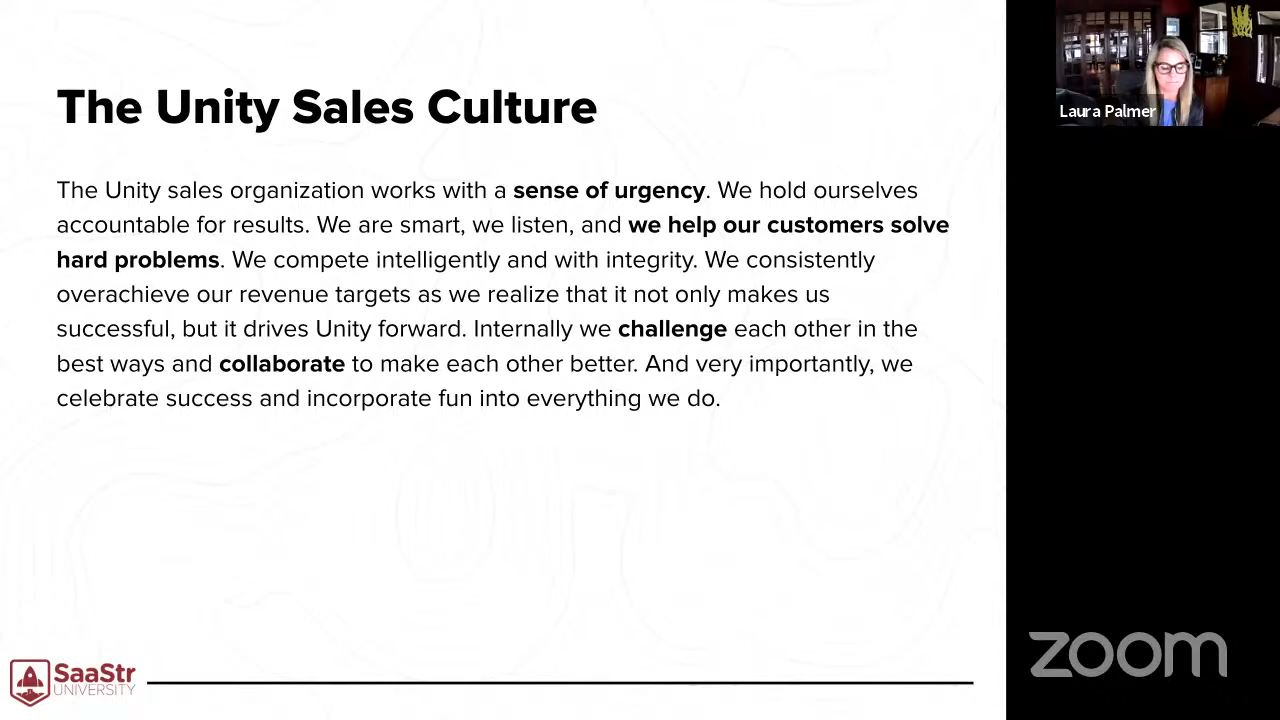 The Unity Sales Culture
The Unity sales organization works with a sense of urgency. We hold ourselves
accountable for results. We are smart, we listen, and we help our customers solve
hard problems. We compete intelligently and with integrity. We consistently
overachieve our revenue targets as we realize that it not only makes us
successful, but it drives Unity forward. Internally we challenge each other in the
best ways and collaborate to make each other better. And very importantly, we
celebrate success and incorporate fun into everything we do.
Laura Palmer
SaaStr
UNIVERSITY
zoom